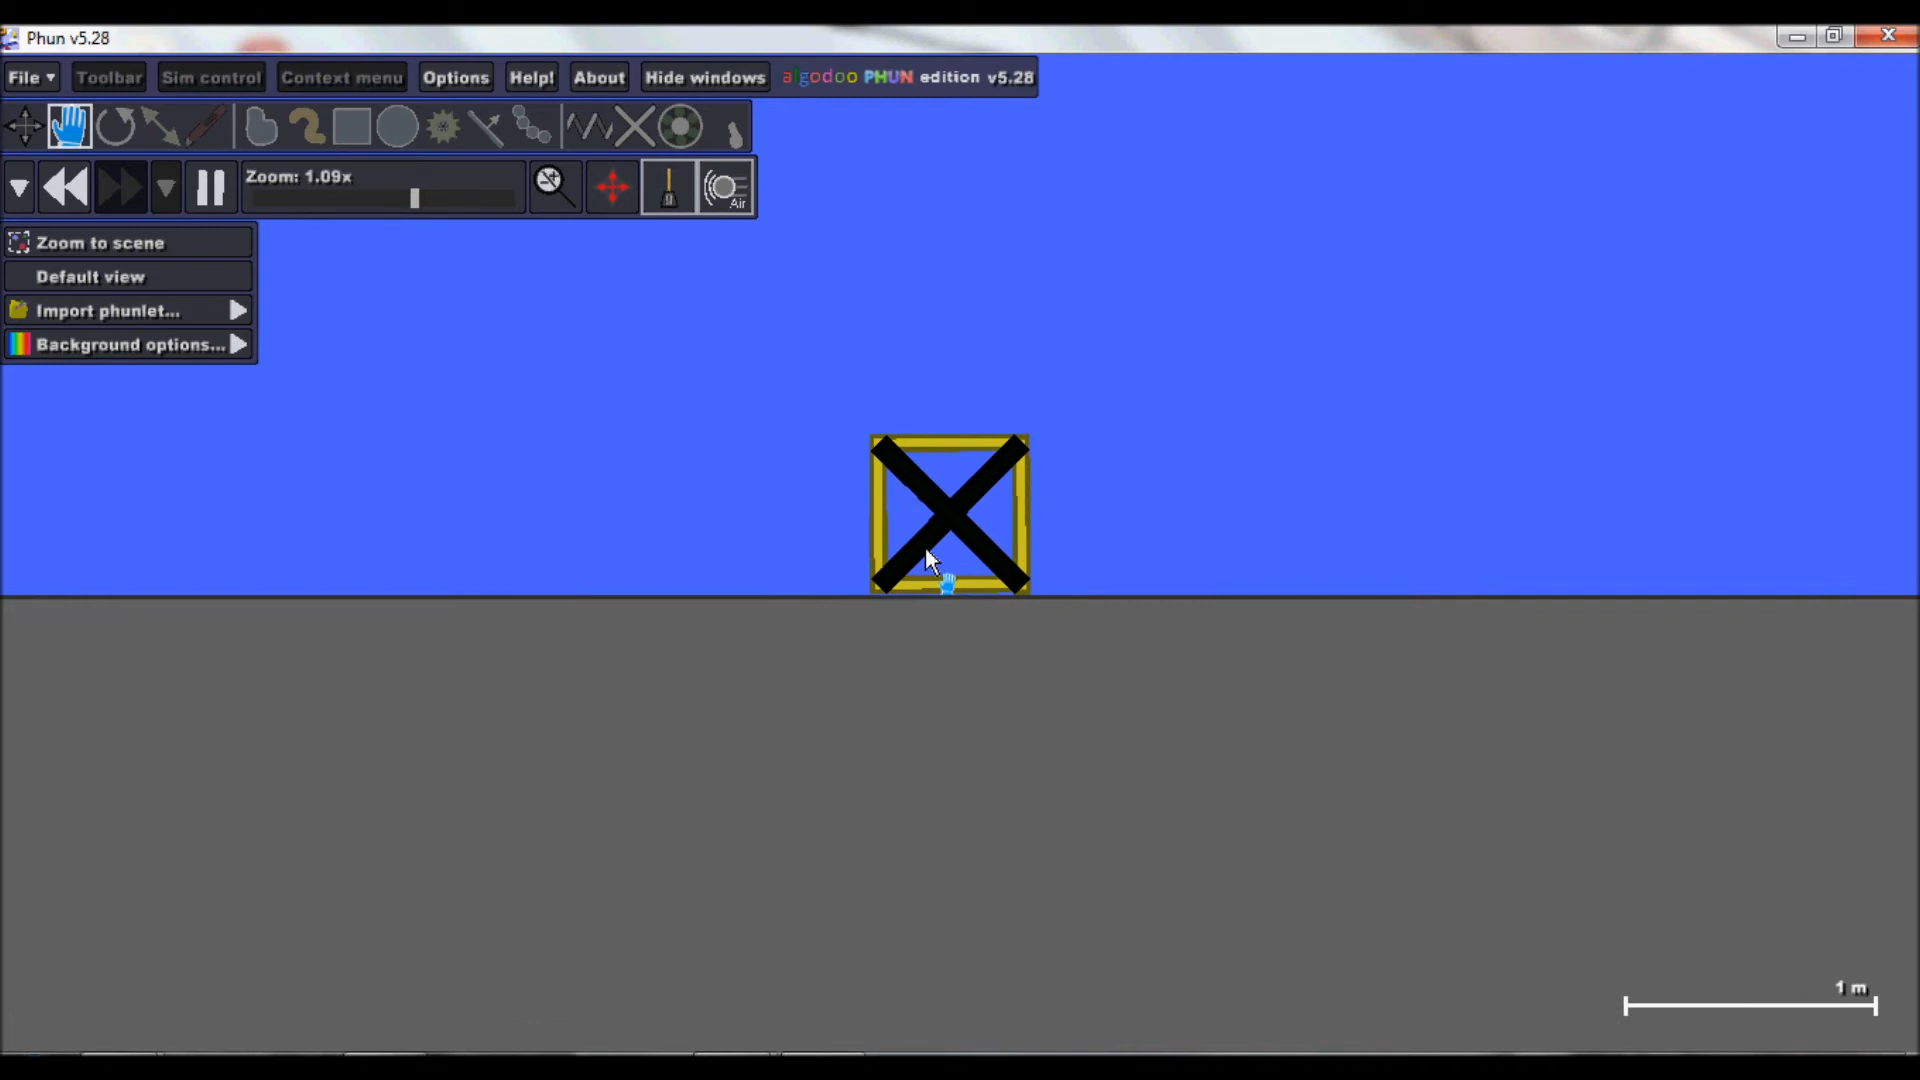 Phun v5.28
File Toolbar Sim control Context menu Options Help! About Hide windows algodoo PHUN edition v5.28
Zoom: 1.09x
Air
Zoom to scene
Default view
Import phunlet...
Background options...
1 m